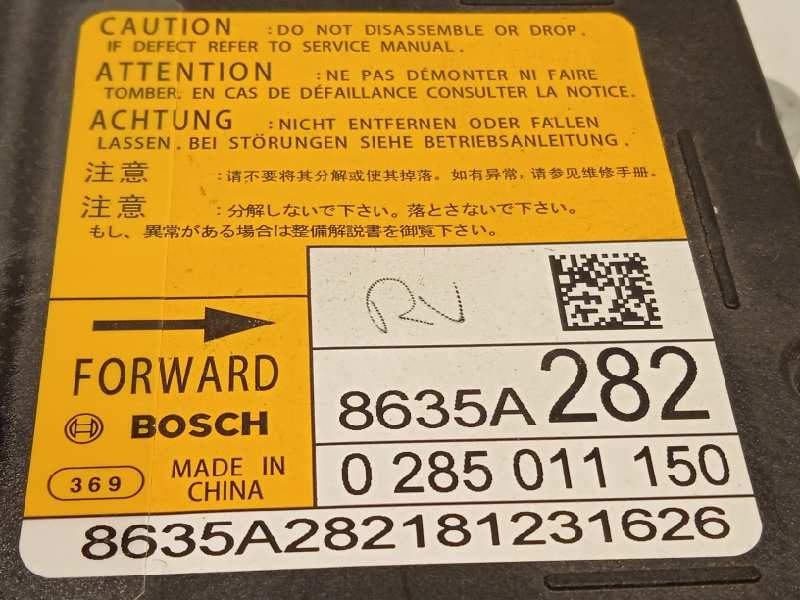 CAUTION :DO NOT DISASSEMBLE OR DROP.
IF DEFECT REFER TO SERVICE MANUAL.
ATTENTION :NE PAS DÉMONTER NI FAIRE
TOMBER. EN CAS DE DÉFAILLANCE CONSULTER LA NOTICE.
ACHTUNG :NICHT ENTFERNEN ODER FALLEN
LASSEN. BEI STÖRUNGEN SIEHE BETRIEBSANLEITUNG.
注意 :请不要将其分解或使其掉落。如有异常,请参见维修手册.
注意 :分解しないで下さい。落とさないで下さい。
もし、異常がある場合は整備解説書を御覧下さい。
RV
FORWARD
8635A282
BOSCH
0 285 011 150
369
MADE IN
CHINA
8635A282181231626